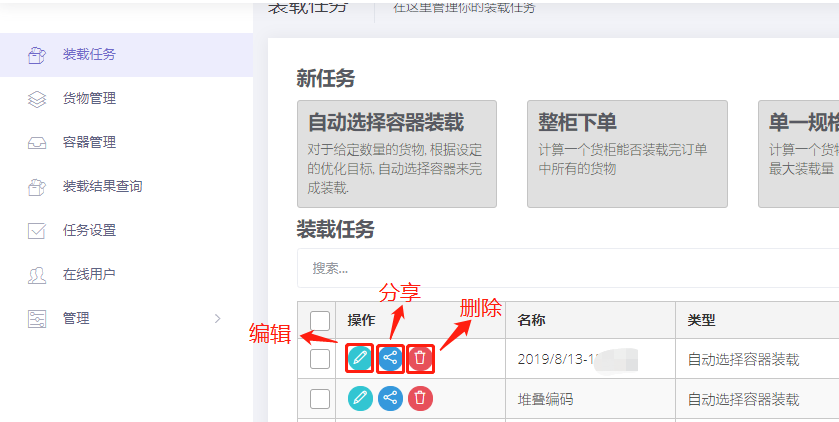 装载任务
在这里管理你的装载任务
装载任务
货物管理
容器管理
装载结果查询
任务设置
在线用户
管理
新任务
自动选择容器装载
对于给定数量的货物, 根据设定
的优化目标, 自动选择容器来完
成装载.
整柜下单
计算一个货柜能否装载完订单
中所有的货物
单一规格
计算一个货物
最大装载量
装载任务
搜索...
编辑
分享
删除
操作
名称
类型
2019/8/13-1
自动选择容器装载
堆叠编码
自动选择容器装载